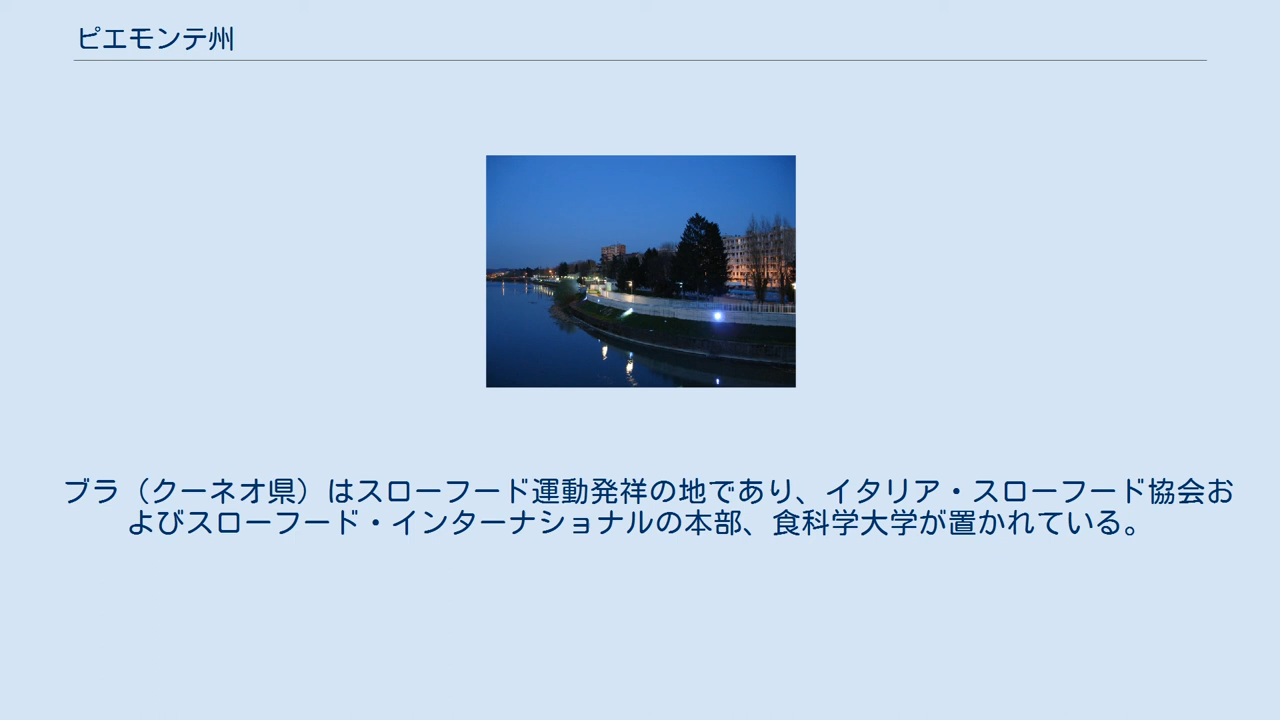 ピエモンテ州
ブラ（クーネオ県）はスローフード運動発祥の地であり、イタリア・スローフード協会お
よびスローフード・インターナショナルの本部、食科学大学が置かれている。